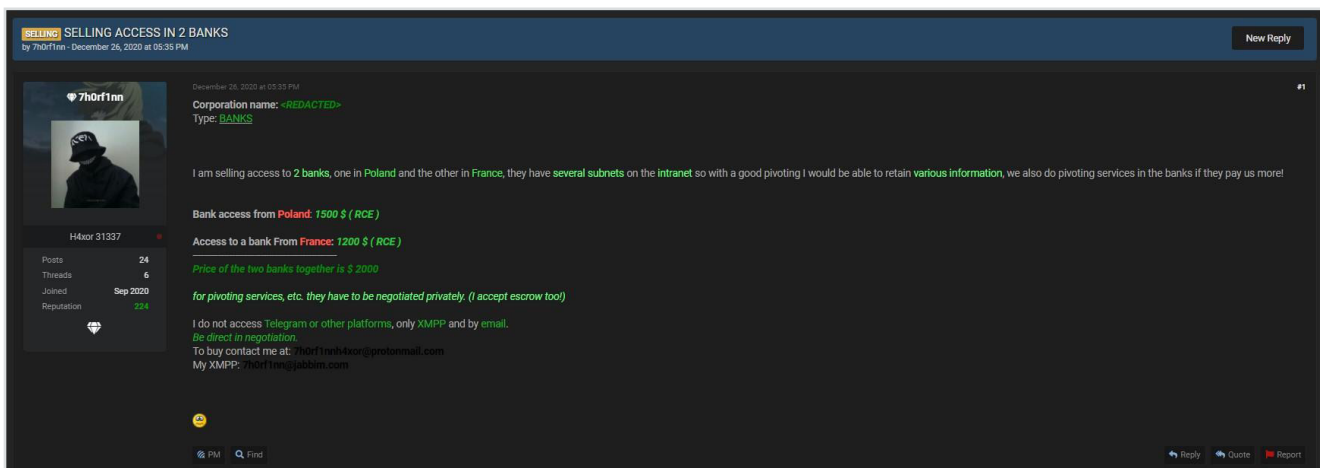 SELLING SELLING ACCESS IN 2 BANKS
by 7h0rf1nn - December 26, 2020 at 05:35 PM
New Reply
7h0rf1nn
H4xor 31337
Posts 24
Threads 6
Joined Sep 2020
Reputation 224
December 26, 2020 at 05:35 PM
#1
Corporation name: <REDACTED>
Type: BANKS
I am selling access to 2 banks, one in Poland and the other in France, they have several subnets on the intranet so with a good pivoting I would be able to retain various information, we also do pivoting services in the banks if they pay us more!
Bank access from Poland: 1500 $ ( RCE )
Access to a bank From France: 1200 $ ( RCE )
Price of the two banks together is $ 2000
for pivoting services, etc. they have to be negotiated privately. (I accept escrow too!)
I do not access Telegram or other platforms, only XMPP and by email.
Be direct in negotiation.
To buy contact me at: 7h0rf1nnh4xor@protonmail.com
My XMPP: 7h0rf1nn@jabbim.com
PM Find
Reply Quote Report